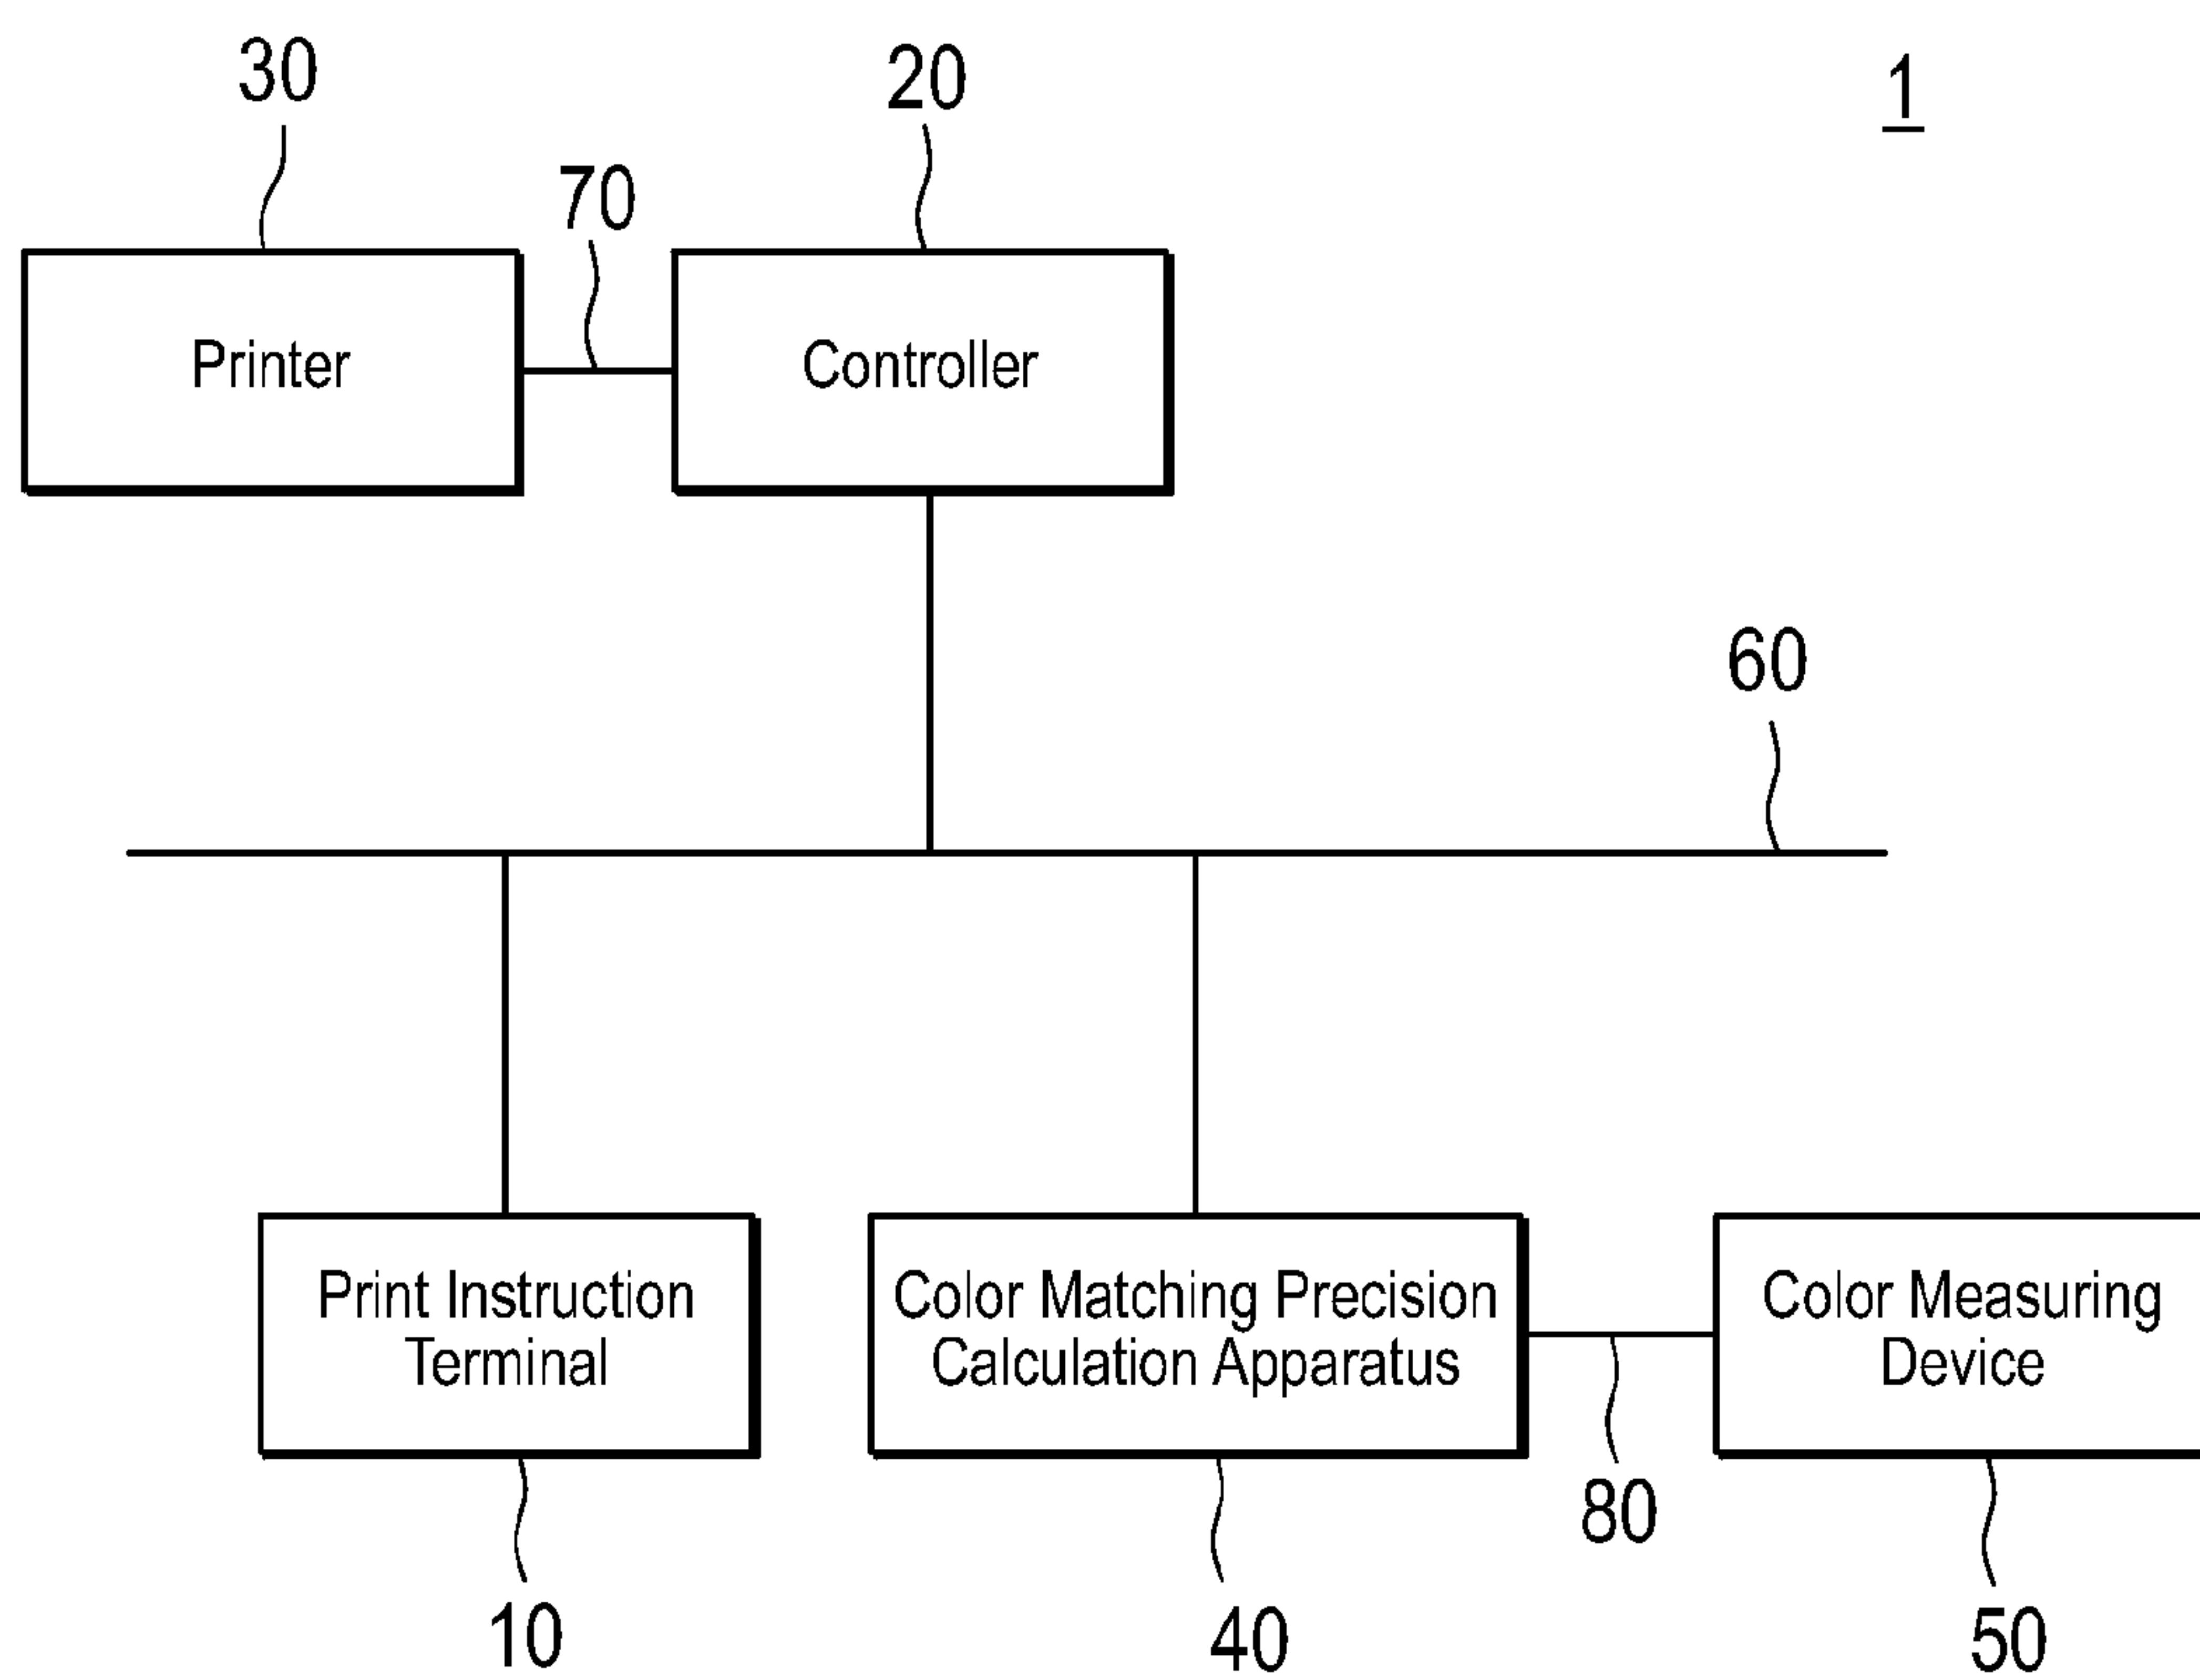 30
20
1
70
Printer
Controller
60
Print Instruction
Terminal
Color Matching Precision
Calculation Apparatus
Color Measuring
Device
80
10
40
50